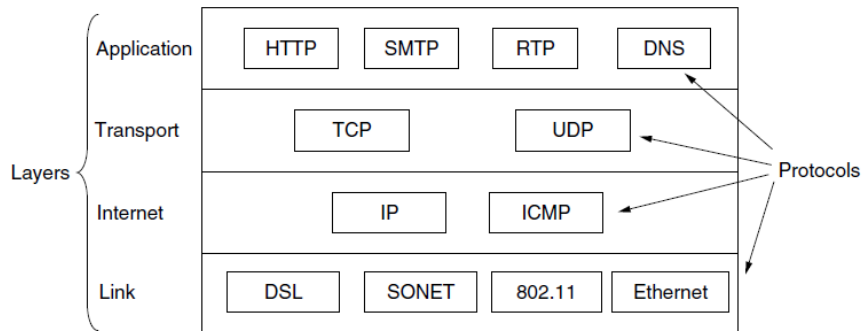 Application HTTP SMTP RTP DNS
Transport TCP UDP
Layers Protocols
Internet IP ICMP
Link DSL SONET 802.11 Ethernet